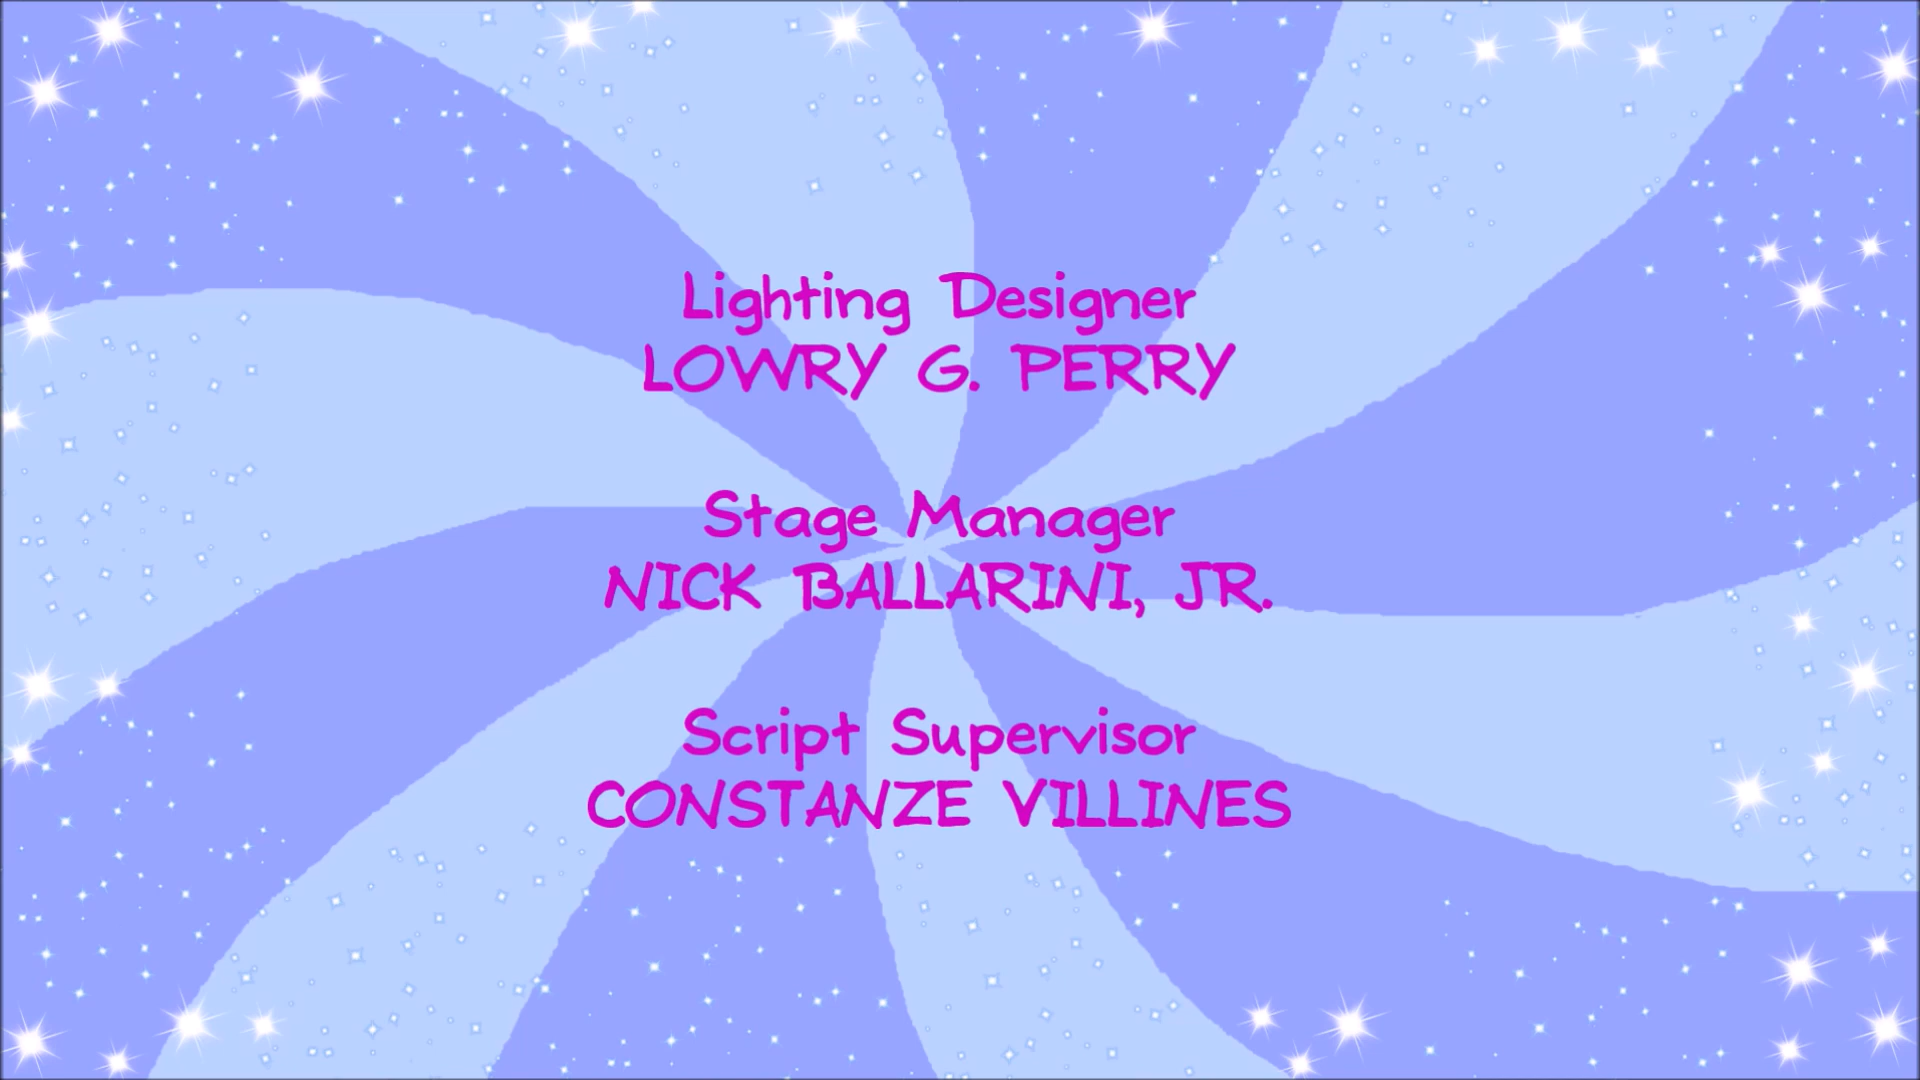 Lighting Designer
LOWRY G. PERRY
Stage Manager
NICK BALLARINI, JR.
Script Supervisor
CONSTANZE VILLINES